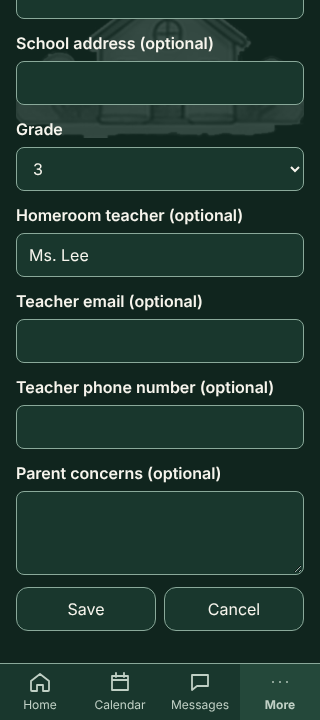 School address (optional)
Grade
3
Homeroom teacher (optional)
Ms. Lee
Teacher email (optional)
Teacher phone number (optional)
Parent concerns (optional)
Save Cancel
Home Calendar Messages More